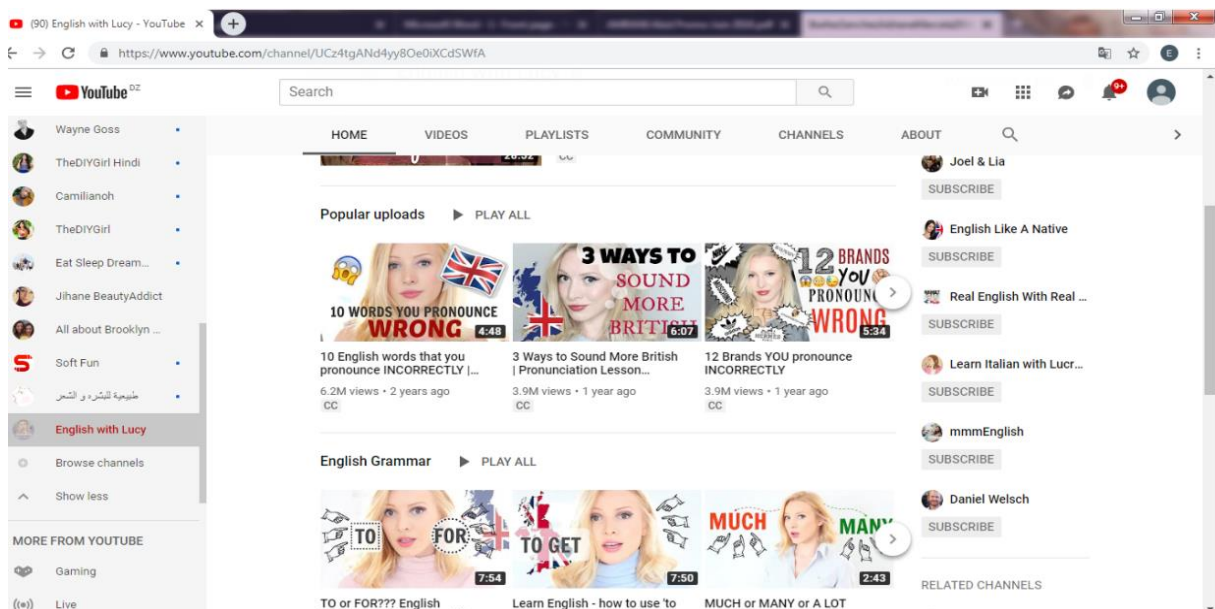 (90) English with Lucy - YouTube
https://www.youtube.com/channel/UCz4tgANd4yy8Oe0iXCdSWfA
E
YouTube DZ
Search
9+
HOME VIDEOS PLAYLISTS COMMUNITY CHANNELS ABOUT
Wayne Goss
TheDIYGirl Hindi
Camilianoh
TheDIYGirl
Eat Sleep Dream...
Jihane BeautyAddict
All about Brooklyn ...
Soft Fun
طبيعية للبشره و الشعر
English with Lucy
Browse channels
Show less
MORE FROM YOUTUBE
Gaming
Live
CC
Popular uploads PLAY ALL
10 WORDS YOU PRONOUNCE
WRONG
4:48
3 WAYS TO
SOUND
MORE
BRITISH
6:07
12 BRANDS
YOU
WRONG
5:34
10 English words that you
pronounce INCORRECTLY |...
6.2M views • 2 years ago
CC
3 Ways to Sound More British
| Pronunciation Lesson...
3.9M views • 1 year ago
CC
12 Brands YOU pronounce
INCORRECTLY
3.9M views • 1 year ago
CC
English Grammar PLAY ALL
TO FOR
7:54
TO GET
7:50
MUCH MANY
2:43
TO or FOR??? English
Learn English - how to use 'to
MUCH or MANY or A LOT
Joel & Lia
SUBSCRIBE
English Like A Native
SUBSCRIBE
Real English With Real ...
SUBSCRIBE
Learn Italian with Lucr...
SUBSCRIBE
mmmEnglish
SUBSCRIBE
Daniel Welsch
SUBSCRIBE
RELATED CHANNELS